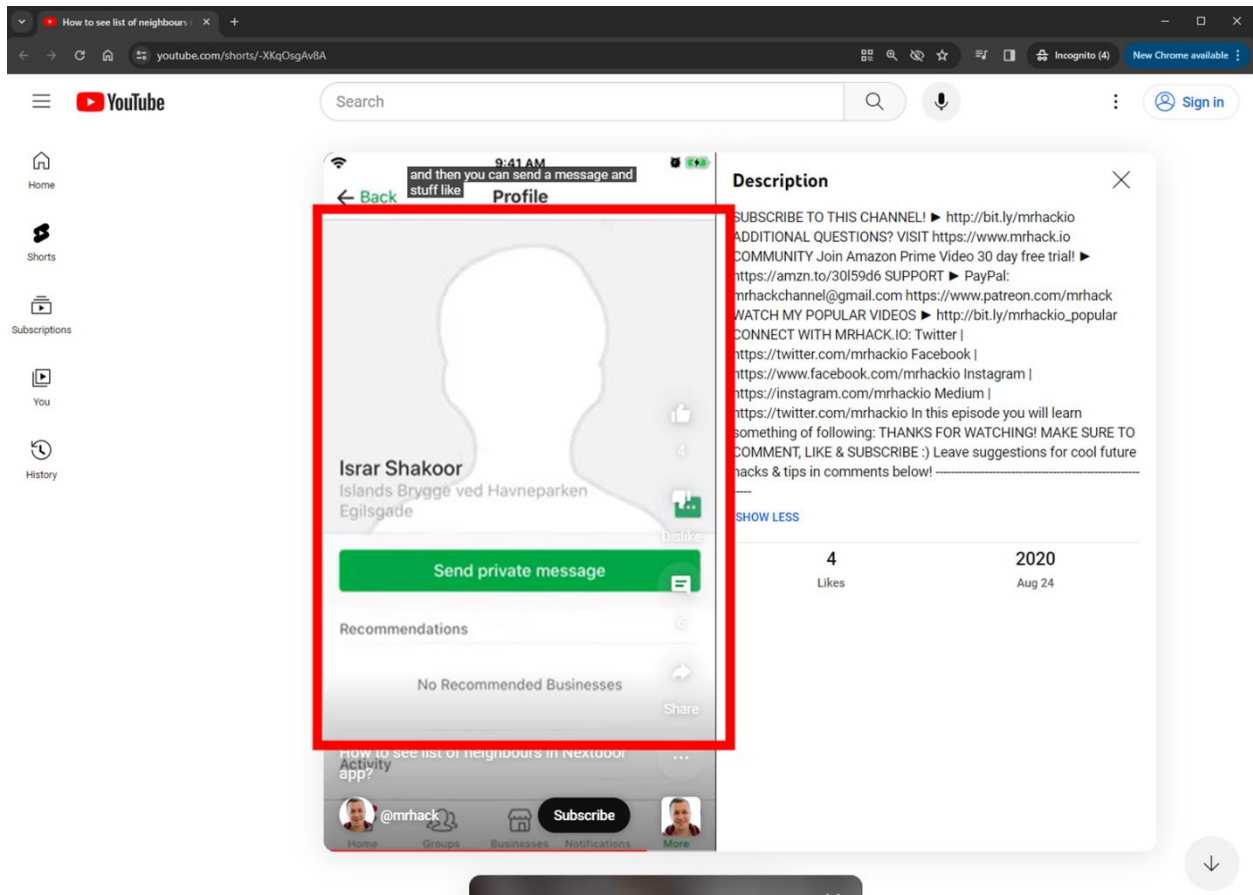 How to see list of neighbours i
youtube.com/shorts/-XKqOsgAv8A
Incognito (4)
New Chrome available
YouTube
Search
Sign in
Home
Shorts
Subscriptions
You
History
9:41 AM
and then you can send a message and
stuff like
Back
Profile
Israr Shakoor
Islands Brygge ved Havneparken
Egilsgade
4
Dislike
Send private message
6
Recommendations
No Recommended Businesses
Share
How to see list of neighbours in Nextdoor
app?
Activity
@mrhack
Subscribe
Home
Groups
Businesses
Notifications
More
Description
SUBSCRIBE TO THIS CHANNEL! ► http://bit.ly/mrhackio
ADDITIONAL QUESTIONS? VISIT https://www.mrhack.io
COMMUNITY Join Amazon Prime Video 30 day free trial! ►
https://amzn.to/30l59d6 SUPPORT ► PayPal:
mrhackchannel@gmail.com https://www.patreon.com/mrhack
WATCH MY POPULAR VIDEOS ► http://bit.ly/mrhackio_popular
CONNECT WITH MRHACK.IO: Twitter |
https://twitter.com/mrhackio Facebook |
https://www.facebook.com/mrhackio Instagram |
https://instagram.com/mrhackio Medium |
https://twitter.com/mrhackio In this episode you will learn
something of following: THANKS FOR WATCHING! MAKE SURE TO
COMMENT, LIKE & SUBSCRIBE :) Leave suggestions for cool future
hacks & tips in comments below! --------------------------------------------------
----
SHOW LESS
4
Likes
2020
Aug 24